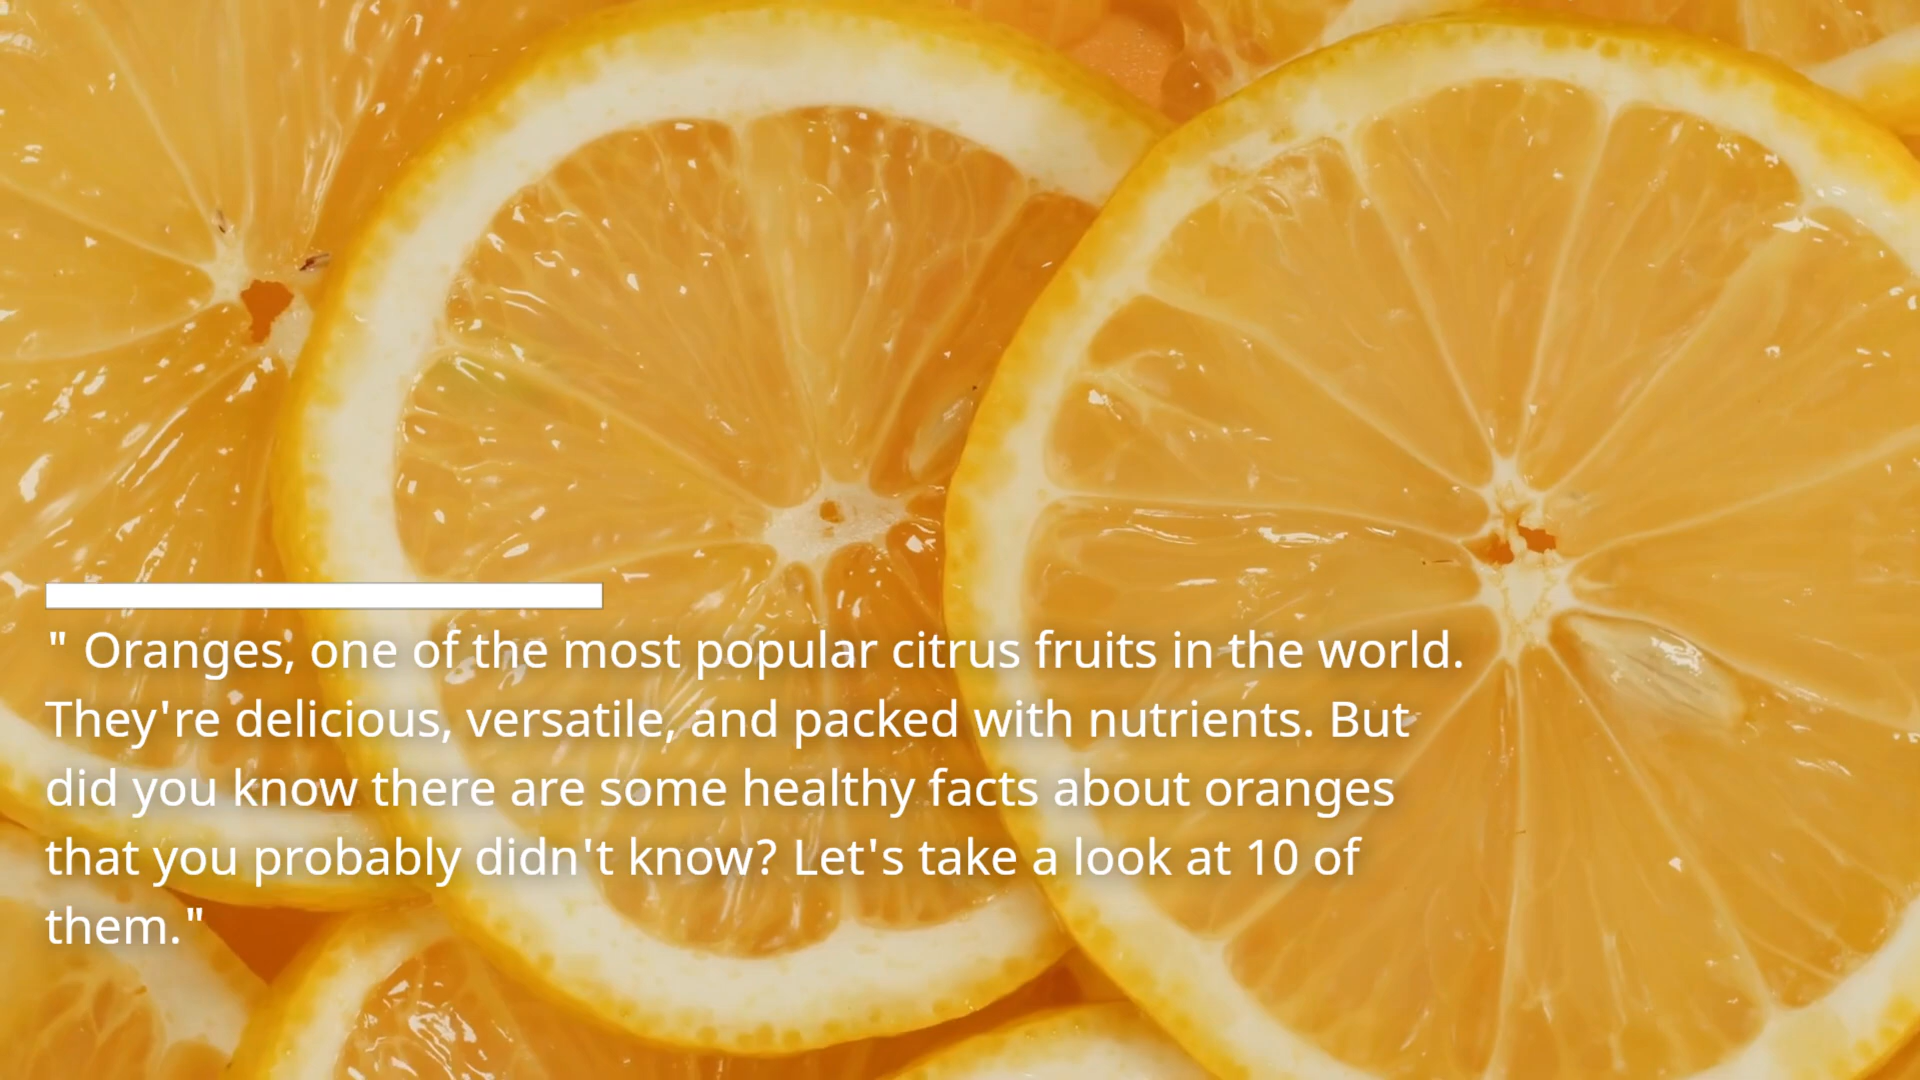 " Oranges, one of the most popular citrus fruits in the world.
They're delicious, versatile, and packed with nutrients. But
did you know there are some healthy facts about oranges
that you probably didn't know? Let's take a look at 10 of
them."